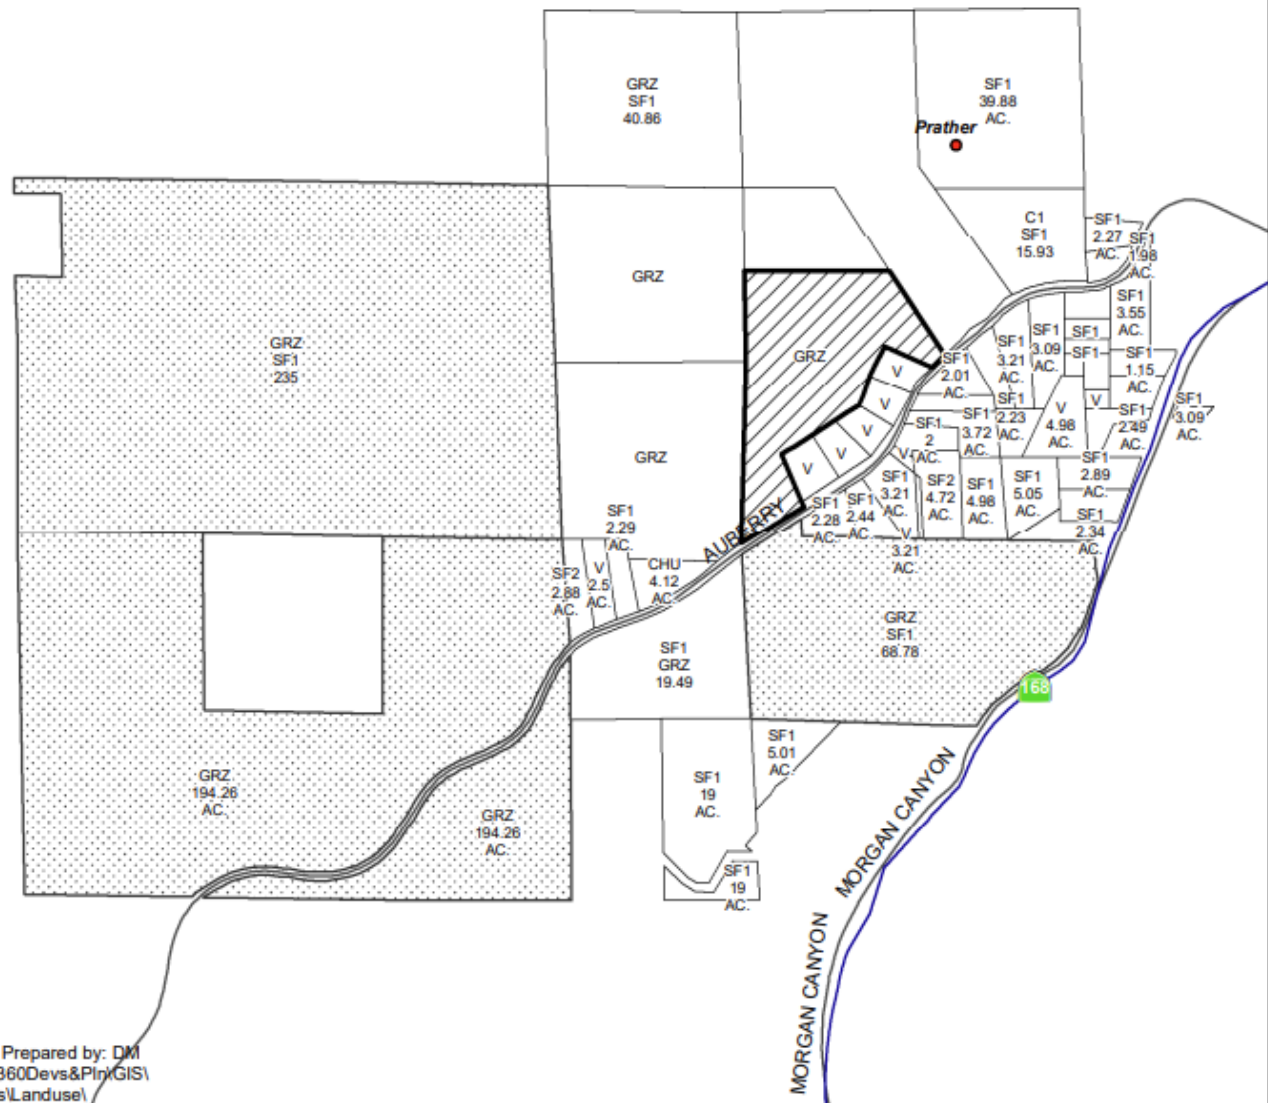 GRZ
SF1
40.86
SF1
39.88
AC.
Prather
C1
SF1
15.93
SF1
2.27
AC.
SF1
1.98
AC.
GRZ
SF1
3.55
AC.
GRZ
SF1
235
GRZ
SF1
3.21
AC.
SF1
3.09
AC.
SF1
SF1
SF1
1.15
AC.
SF1
2.01
AC.
V
V
V
V
V
V
SF1
2.23
AC.
V
4.98
AC.
V
SF1
2.49
AC.
SF1
3.09
AC.
SF1
2
AC.
SF1
3.72
AC.
V
GRZ
SF1
3.21
AC.
SF2
4.72
AC.
SF1
4.98
AC.
SF1
5.05
AC.
SF1
2.89
AC.
SF1
2.28
AC.
SF1
2.44
AC.
V
3.21
AC.
SF1
2.34
AC.
AUBERRY
SF1
2.29
AC.
SF2
2.88
AC.
V
2.5
AC.
CHU
4.12
AC.
GRZ
SF1
68.78
SF1
GRZ
19.49
168
SF1
5.01
AC.
SF1
19
AC.
GRZ
194.26
AC.
GRZ
194.26
AC.
SF1
19
AC.
MORGAN CANYON
MORGAN CANYON
Prepared by: DM
360Devs&Pln\GIS\
s\Landuse\